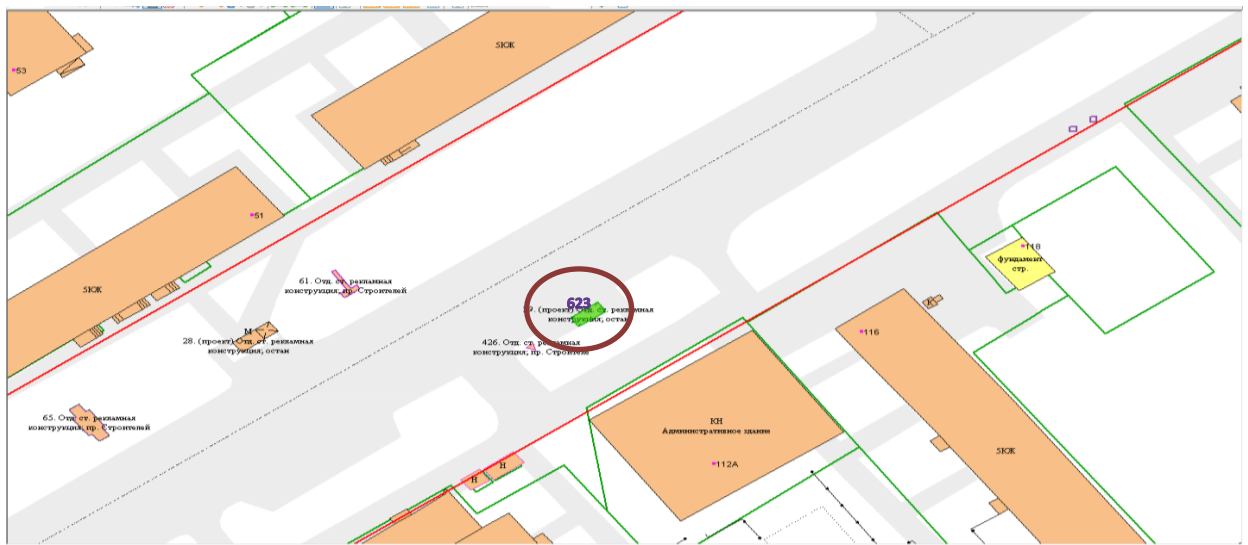 5КЖ
53
51
118
фундамент
стр.
61. Отд. ст. рекламная
конструкция; пр. Строителей
5КЖ
623
(проект) Отд. ст. рекламная
конструкция; остан
М
К
116
28. (проект) Отд. ст. рекламная
конструкция; остан
426. Отд. ст. рекламная
конструкция; пр. Строителе
65. Отд. ст. рекламная
конструкция; пр. Строителей
КН
Административное здание
5КЖ
112А
Н
Н